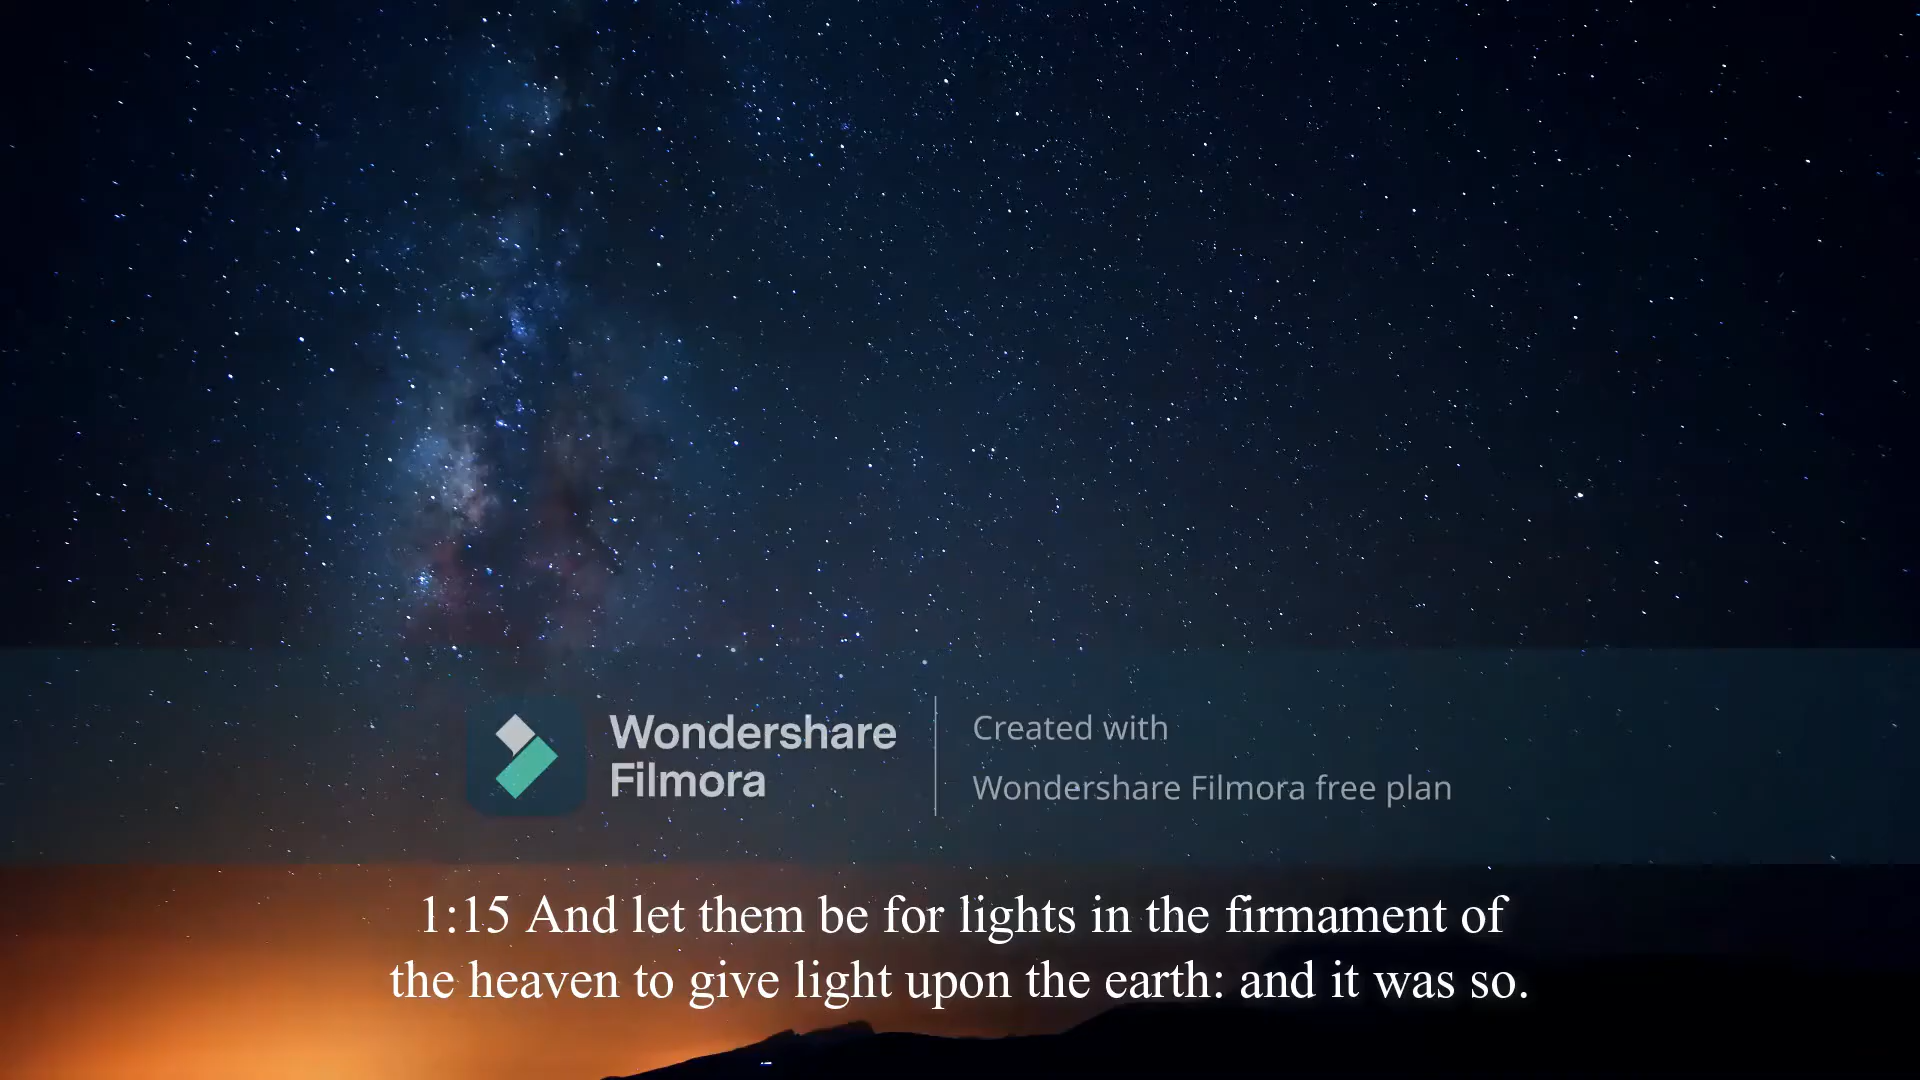 Wondershare
Filmora
Created with
Wondershare Filmora free plan
1:15 And let them be for lights in the firmament of
the heaven to give light upon the earth: and it was so.